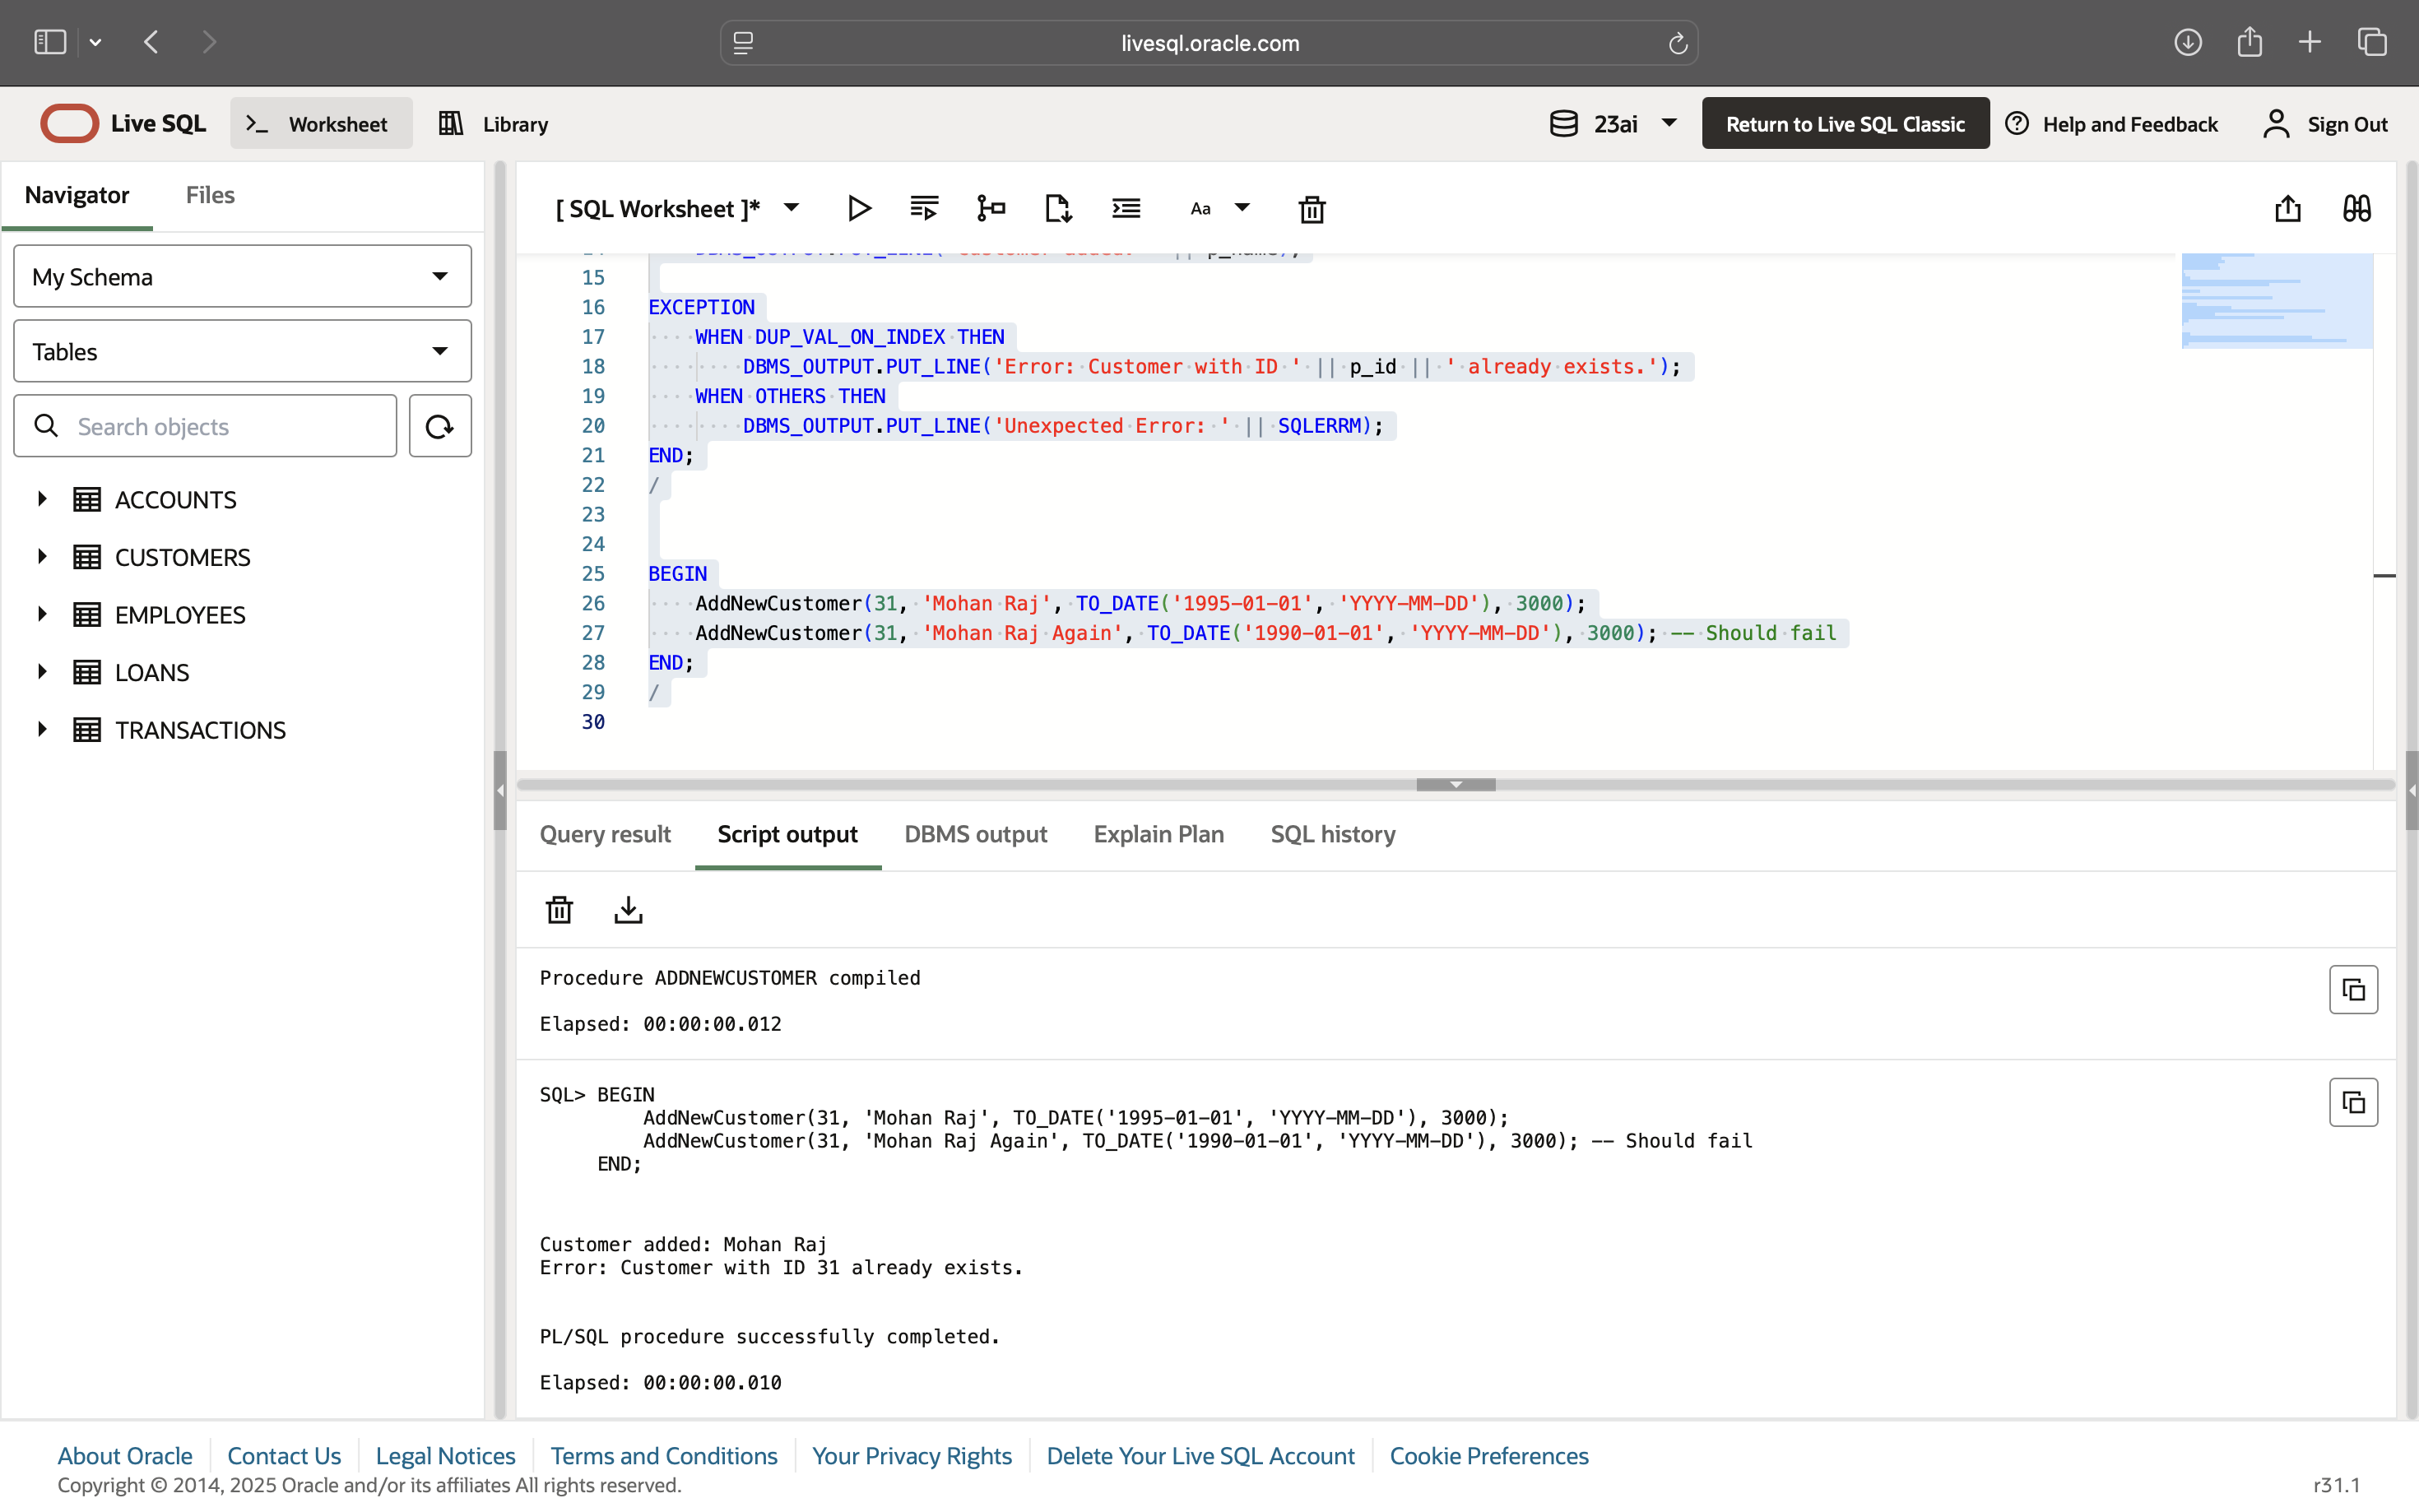 livesql.oracle.com
Live SQL
>_ Worksheet
Library
23ai
Return to Live SQL Classic
Help and Feedback
Sign Out
Navigator
Files
My Schema
Tables
Search objects
ACCOUNTS
CUSTOMERS
EMPLOYEES
LOANS
TRANSACTIONS
[ SQL Worksheet ]*
Aa
15
16 EXCEPTION
17 WHEN DUP_VAL_ON_INDEX THEN
18 DBMS_OUTPUT.PUT_LINE('Error: Customer with ID ' || p_id || ' already exists.');
19 WHEN OTHERS THEN
20 DBMS_OUTPUT.PUT_LINE('Unexpected Error: ' || SQLERRM);
21 END;
22 /
23
24
25 BEGIN
26 AddNewCustomer(31, 'Mohan Raj', TO_DATE('1995-01-01', 'YYYY-MM-DD'), 3000);
27 AddNewCustomer(31, 'Mohan Raj Again', TO_DATE('1990-01-01', 'YYYY-MM-DD'), 3000); -- Should fail
28 END;
29 /
30
Query result
Script output
DBMS output
Explain Plan
SQL history
Procedure ADDNEWCUSTOMER compiled
Elapsed: 00:00:00.012
SQL> BEGIN
AddNewCustomer(31, 'Mohan Raj', TO_DATE('1995-01-01', 'YYYY-MM-DD'), 3000);
AddNewCustomer(31, 'Mohan Raj Again', TO_DATE('1990-01-01', 'YYYY-MM-DD'), 3000); -- Should fail
END;
Customer added: Mohan Raj
Error: Customer with ID 31 already exists.
PL/SQL procedure successfully completed.
Elapsed: 00:00:00.010
About Oracle
Contact Us
Legal Notices
Terms and Conditions
Your Privacy Rights
Delete Your Live SQL Account
Cookie Preferences
Copyright © 2014, 2025 Oracle and/or its affiliates All rights reserved.
r31.1